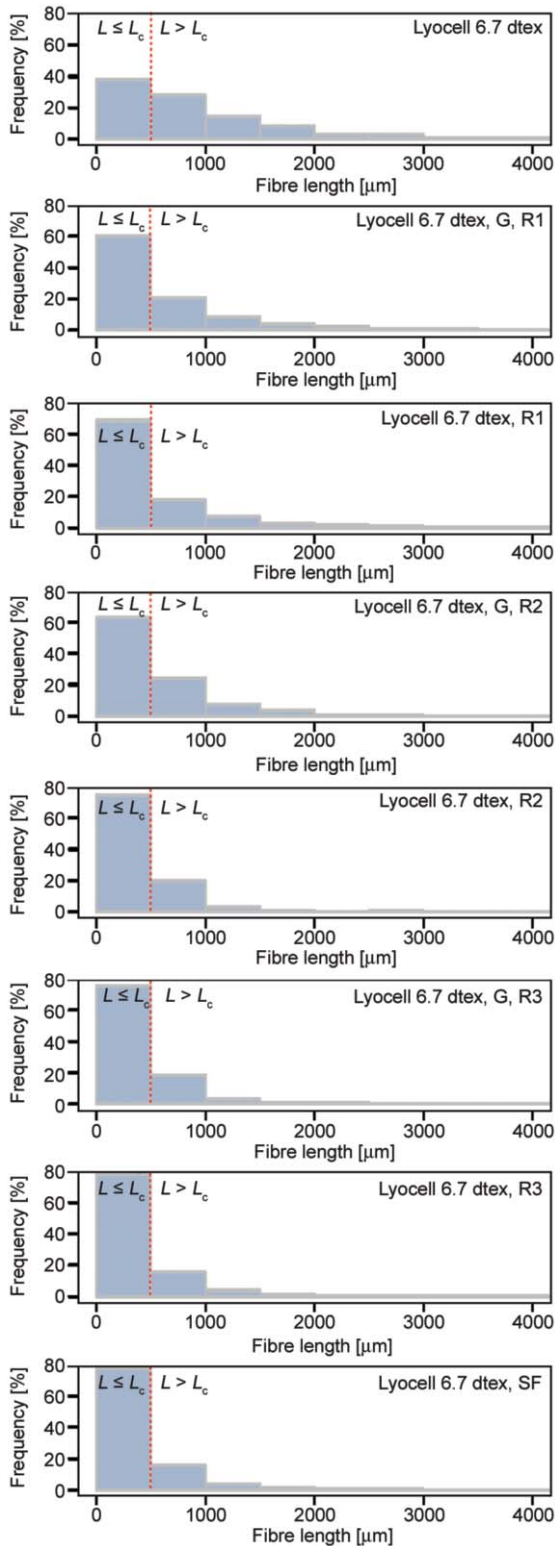 Frequency [%]
80
60
40
20
0
L ≤ Lc
L > Lc
Lyocell 6.7 dtex
0 1000 2000 3000 4000
Fibre length [μm]
Frequency [%]
80
60
40
20
0
L ≤ Lc
L > Lc
Lyocell 6.7 dtex, G, R1
0 1000 2000 3000 4000
Fibre length [μm]
Frequency [%]
80
60
40
20
0
L ≤ Lc
L > Lc
Lyocell 6.7 dtex, R1
0 1000 2000 3000 4000
Fibre length [μm]
Frequency [%]
80
60
40
20
0
L ≤ Lc
L > Lc
Lyocell 6.7 dtex, G, R2
0 1000 2000 3000 4000
Fibre length [μm]
Frequency [%]
80
60
40
20
0
L ≤ Lc
L > Lc
Lyocell 6.7 dtex, R2
0 1000 2000 3000 4000
Fibre length [μm]
Frequency [%]
80
60
40
20
0
L ≤ Lc
L > Lc
Lyocell 6.7 dtex, G, R3
0 1000 2000 3000 4000
Fibre length [μm]
Frequency [%]
80
60
40
20
0
L ≤ Lc
L > Lc
Lyocell 6.7 dtex, R3
0 1000 2000 3000 4000
Fibre length [μm]
Frequency [%]
80
60
40
20
0
L ≤ Lc
L > Lc
Lyocell 6.7 dtex, SF
0 1000 2000 3000 4000
Fibre length [μm]